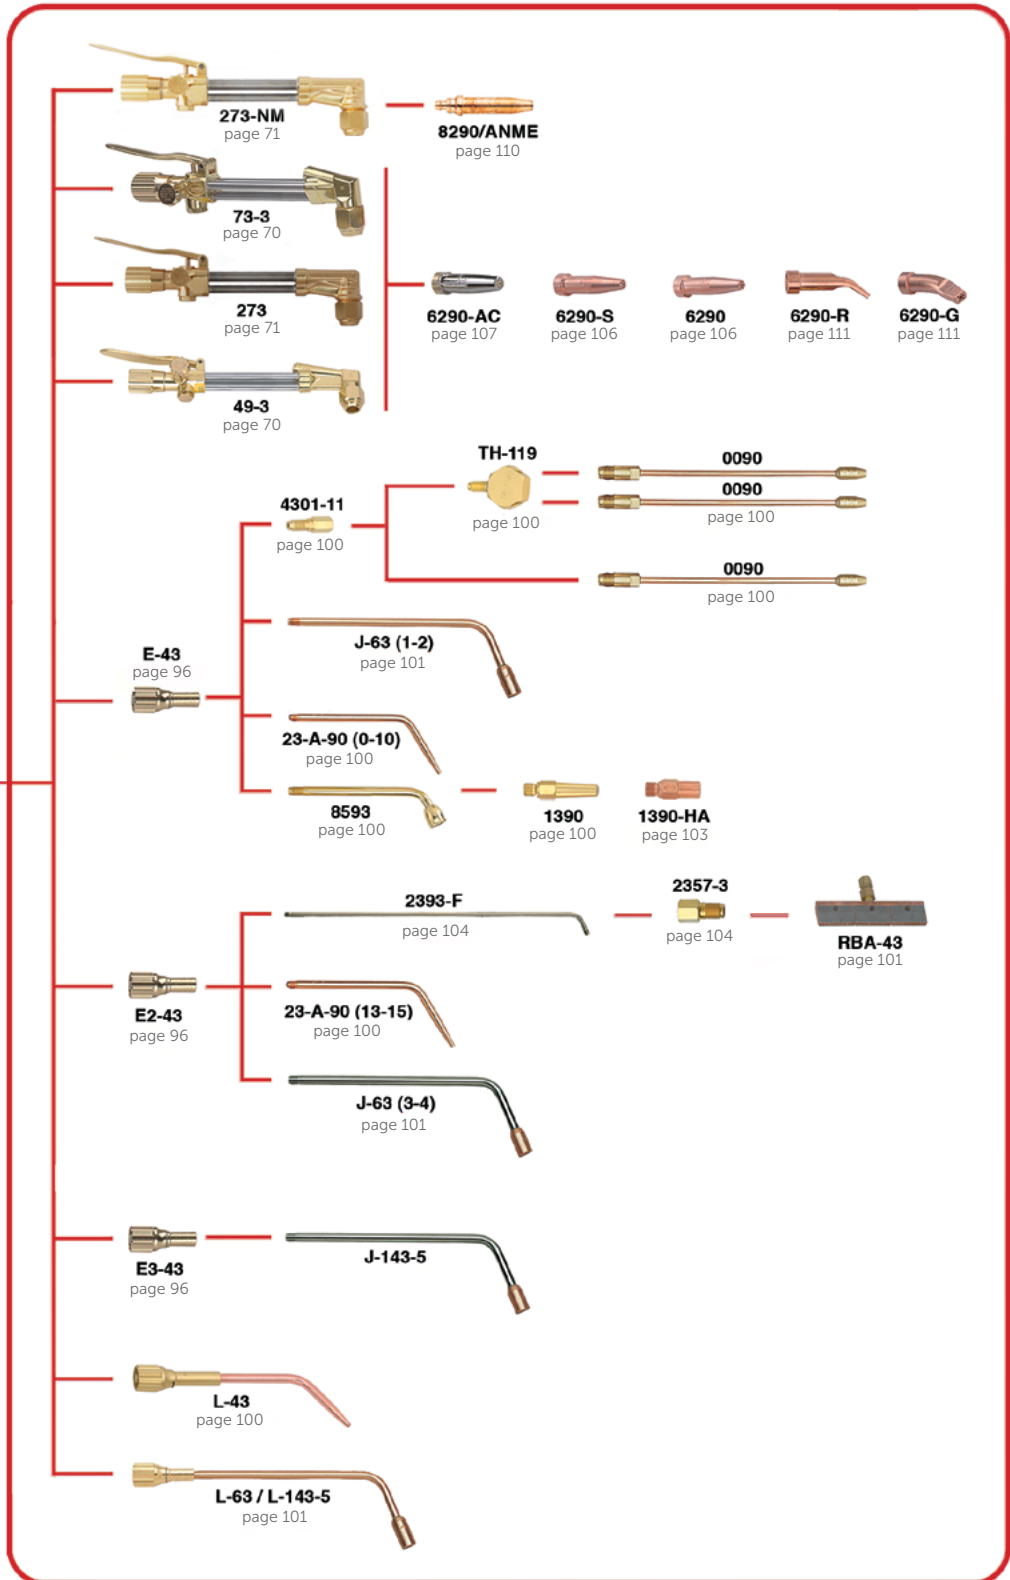 273-NM
page 71
8290/ANME
page 110
73-3
page 70
273
page 71
6290-AC
page 107
6290-S
page 106
6290
page 106
6290-R
page 111
6290-G
page 111
49-3
page 70
TH-119
page 100
0090
0090
page 100
4301-11
page 100
0090
page 100
J-63 (1-2)
page 101
E-43
page 96
23-A-90 (0-10)
page 100
8593
page 100
1390
page 100
1390-HA
page 103
2393-F
page 104
2357-3
page 104
RBA-43
page 101
E2-43
page 96
23-A-90 (13-15)
page 100
J-63 (3-4)
page 101
E3-43
page 96
J-143-5
L-43
page 100
L-63 / L-143-5
page 101